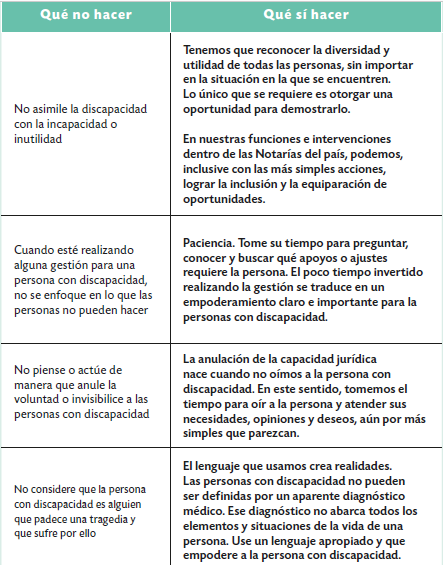 Qué no hacer
Qué sí hacer
No asimile la discapacidad
con la incapacidad o
inutilidad
Tenemos que reconocer la diversidad y
utilidad de todas las personas, sin importar
en la situación en la que se encuentren.
Lo único que se requiere es otorgar una
oportunidad para demostrarlo.
En nuestras funciones e intervenciones
dentro de las Notarías del país, podemos,
inclusive con las más simples acciones,
lograr la inclusión y la equiparación de
oportunidades.
Cuando esté realizando
alguna gestión para una
persona con discapacidad,
no se enfoque en lo que las
personas no pueden hacer
Paciencia. Tome su tiempo para preguntar,
conocer y buscar qué apoyos o ajustes
requiere la persona. El poco tiempo invertido
realizando la gestión se traduce en un
empoderamiento claro e importante para la
personas con discapacidad.
No piense o actúe de
manera que anule la
voluntad o invisibilice a las
personas con discapacidad
La anulación de la capacidad jurídica
nace cuando no oímos a la persona con
discapacidad. En este sentido, tomemos el
tiempo para oír a la persona y atender sus
necesidades, opiniones y deseos, aún por más
simples que parezcan.
No considere que la persona
con discapacidad es alguien
que padece una tragedia y
que sufre por ello
El lenguaje que usamos crea realidades.
Las personas con discapacidad no pueden
ser definidas por un aparente diagnóstico
médico. Ese diagnóstico no abarca todos los
elementos y situaciones de la vida de una
persona. Use un lenguaje apropiado y que
empodere a la persona con discapacidad.